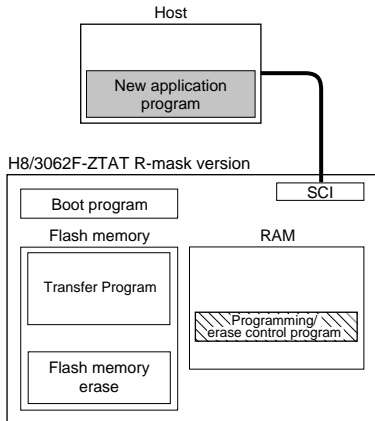 Host
New application
program
H8/3062F-ZTAT R-mask version
SCI
Boot program
Flash memory
RAM
Transfer Program
Programming/
erase control program
Flash memory
erase